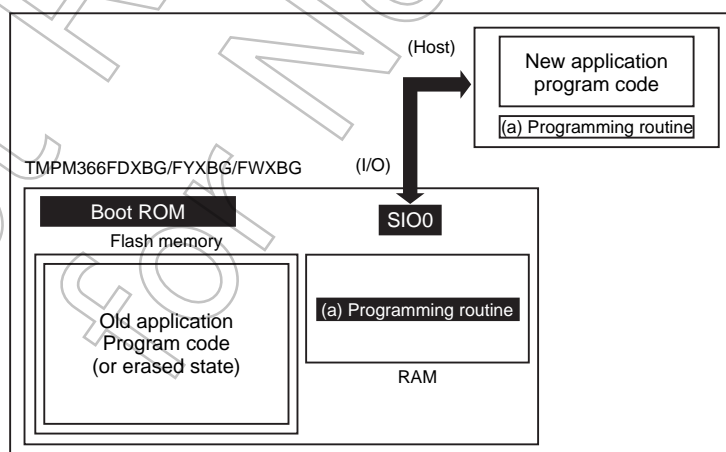 (Host)
New application
program code
(a) Programming routine
TMPM366FDXBG/FYXBG/FWXBG
(I/O)
Boot ROM
SIO0
Flash memory
Old application
Program code
(or erased state)
(a) Programming routine
RAM